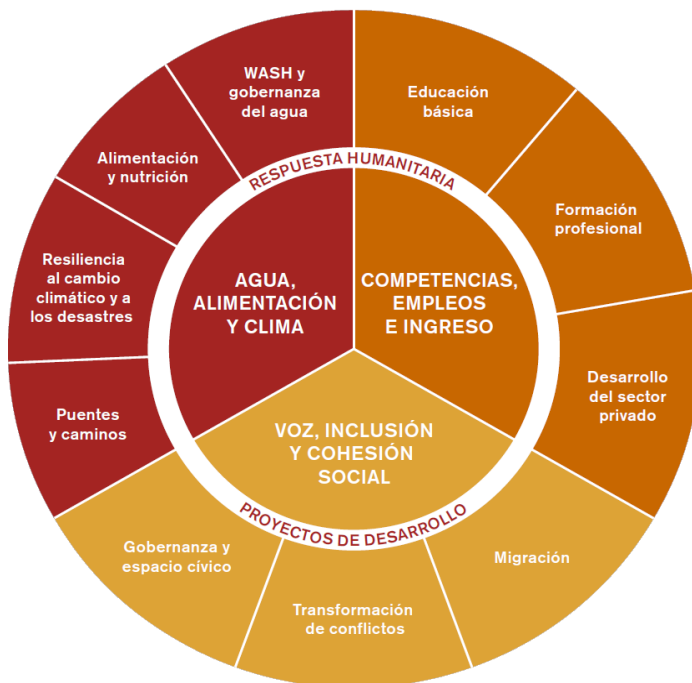 WASH y
gobernanza
del agua
Educación
básica
Alimentación
y nutrición
RESPUESTA HUMANITARIA
Formación
profesional
Resiliencia
al cambio
climático y a
los desastres
AGUA,
ALIMENTACIÓN
Y CLIMA
COMPETENCIAS,
EMPLEOS
E INGRESO
Desarrollo
del sector
privado
Puentes
y caminos
VOZ, INCLUSIÓN
Y COHESIÓN
SOCIAL
PROYECTOS DE DESARROLLO
Gobernanza y
espacio cívico
Migración
Transformación
de conflictos